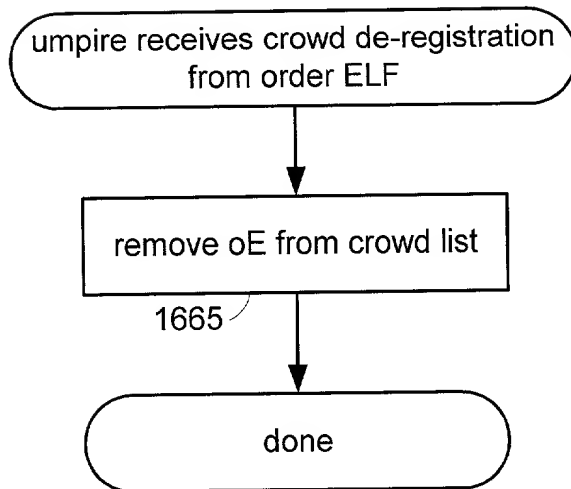 umpire receives crowd de-registration
from order ELF
remove oE from crowd list
1665
done